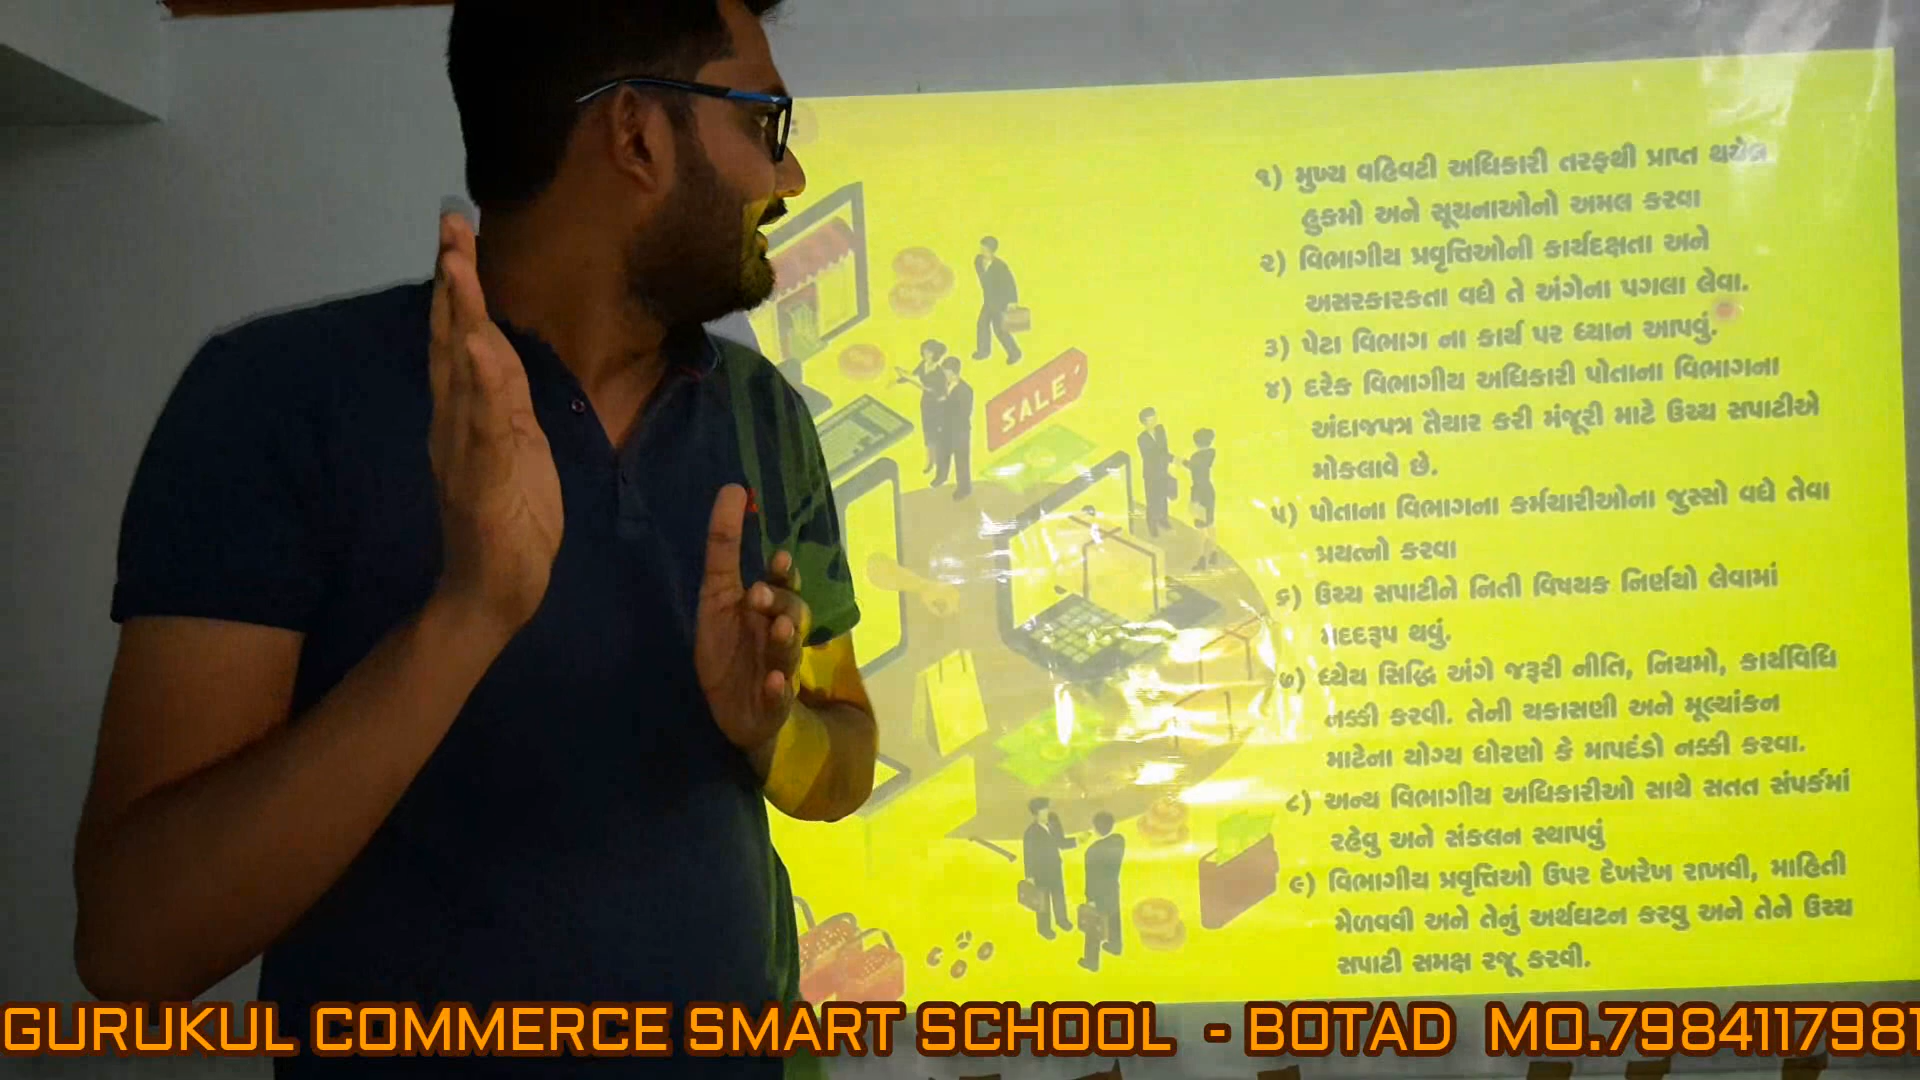 ૧) મુખ્ય વહિવટી અધિકારી તરફથી પ્રાપ્ત થયેલ
હુકમો અને સૂચનાઓનો અમલ કરવા
૨) વિભાગીય પ્રવૃત્તિઓની કાર્યદક્ષતા અને
અસરકારકતા વધે તે અંગેના પગલા લેવા.
૩) પેટા વિભાગ ના કાર્ય પર ધ્યાન આપવું.
SALE
૪) દરેક વિભાગીય અધિકારી પોતાના વિભાગના
અંદાજપત્ર તૈયાર કરી મંજૂરી માટે ઉચ્ચ સપાટીએ
મોકલાવે છે.
૫) પોતાના વિભાગના કર્મચારીઓના જુસ્સો વધે તેવા
પ્રયત્નો કરવા
૬) ઉચ્ચ સપાટીને નિતી વિષયક નિર્ણયો લેવામાં
મદદરૂપ થવું.
૭) ધ્યેય સિદ્ધિ અંગે જરૂરી નીતિ, નિયમો, કાર્યવિધિ
નક્કી કરવી. તેની ચકાસણી અને મૂલ્યાંકન
માટેના યોગ્ય ધોરણો કે માપદંડો નક્કી કરવા.
૮) અન્ય વિભાગીય અધિકારીઓ સાથે સતત સંપર્કમાં
રહેવુ અને સંકલન સ્થાપવું
૯) વિભાગીય પ્રવૃત્તિઓ ઉપર દેખરેખ રાખવી, માહિતી
મેળવવી અને તેનું અર્થઘટન કરવુ અને તેને ઉચ્ચ
સપાટી સમક્ષ રજૂ કરવી.
GURUKUL COMMERCE SMART SCHOOL - BOTAD MO.7984117981